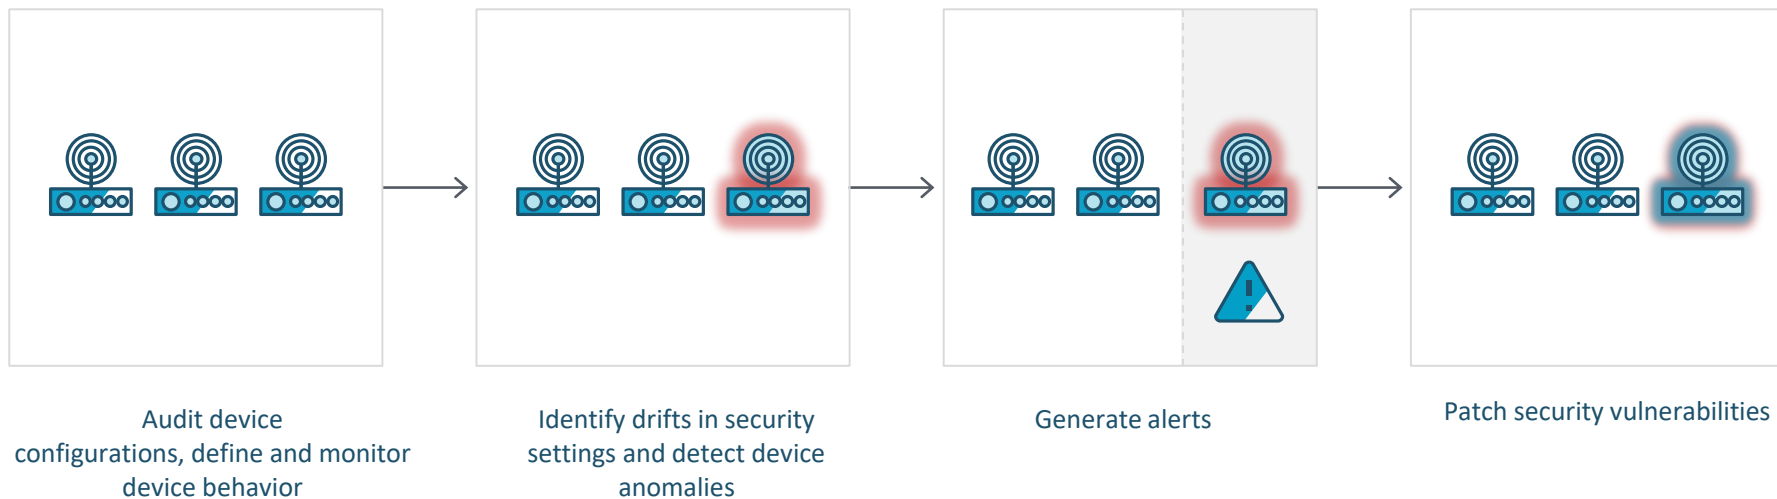 Audit device
configurations, define and monitor
device behavior
Identify drifts in security
settings and detect device
anomalies
Generate alerts
Patch security vulnerabilities